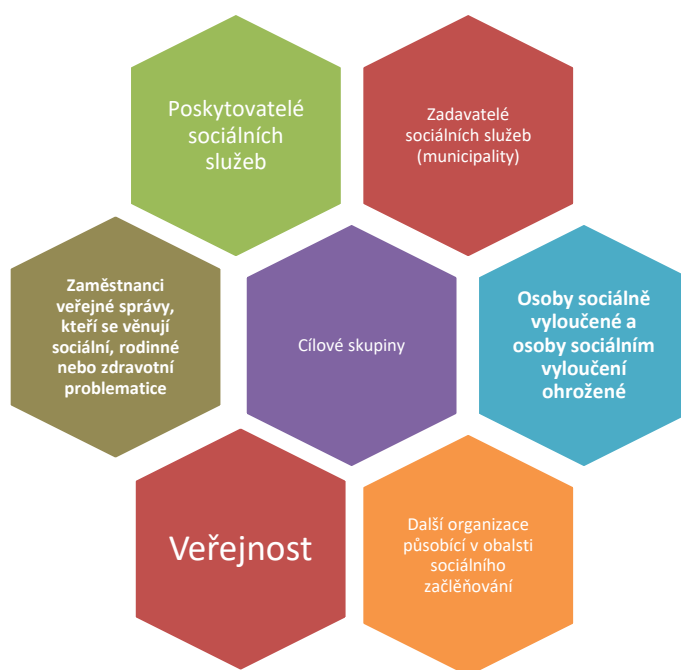 Poskytovatelé
sociálních
služeb
Zadavatelé
sociálních služeb
(municipality)
Zaměstnanci
veřejné správy,
kteří se věnují
sociální, rodinné
nebo zdravotní
problematice
Cílové skupiny
Osoby sociálně
vyloučené a
osoby sociálním
vyloučení
ohrožené
Veřejnost
Další organizace
působící v obalsti
sociálního
začlěňování